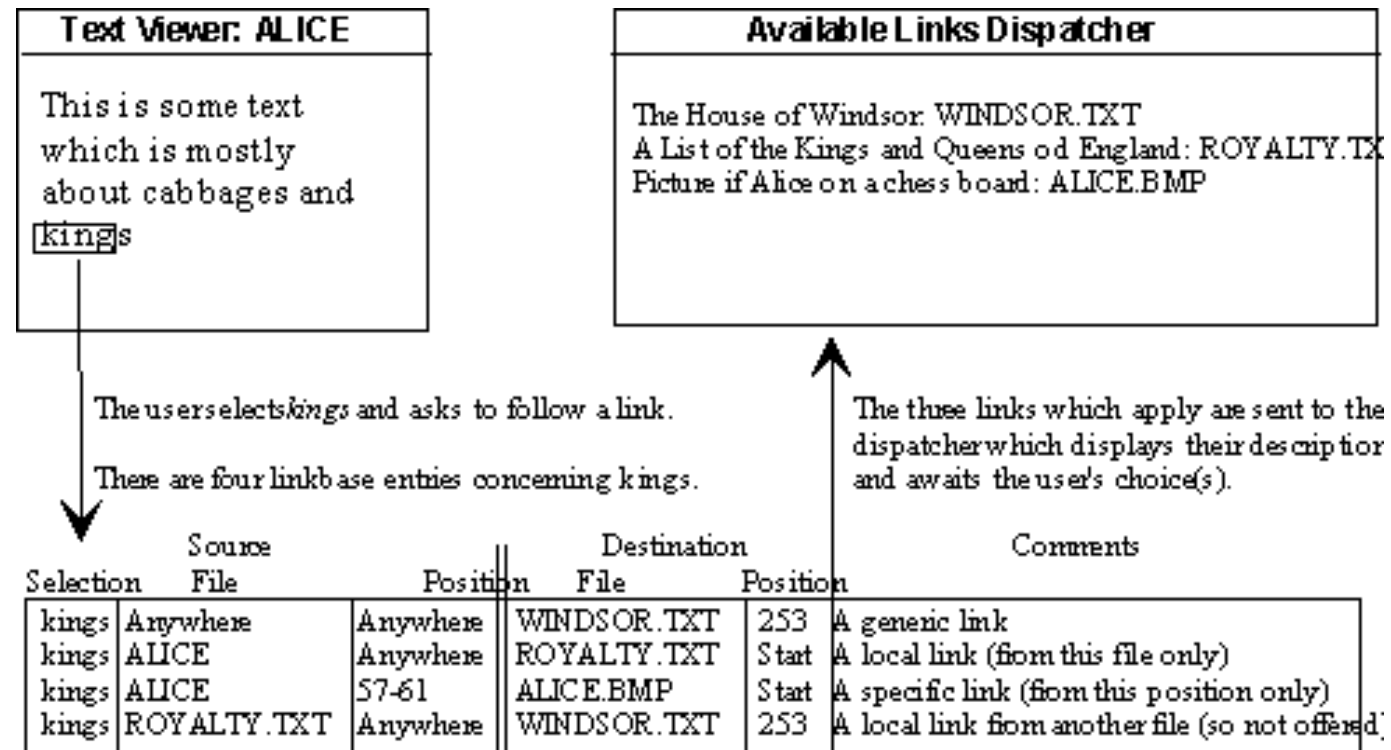 Text Viewer: ALICE
This is some text
which is mostly
about cabbages and
kings
Available Links Dispatcher
The House of Windsor: WINDSOR.TXT
A List of the Kings and Queens od England: ROYALTY.TX
Picture if Alice on a chess board: ALICE.BMP
The user selects kings and asks to follow a link.
There are four linkbase entries concerning kings.
The three links which apply are sent to the
dispatcher which displays their description
and awaits the user's choice(s).
Source Destination Comments
Selection File Position File Position
kings Anywhere Anywhere WINDSOR.TXT 253 A generic link
kings ALICE Anywhere ROYALTY.TXT Start A local link (from this file only)
kings ALICE 57-61 ALICE.BMP Start A specific link (from this position only)
kings ROYALTY.TXT Anywhere WINDSOR.TXT 253 A local link from another file (so not offered)